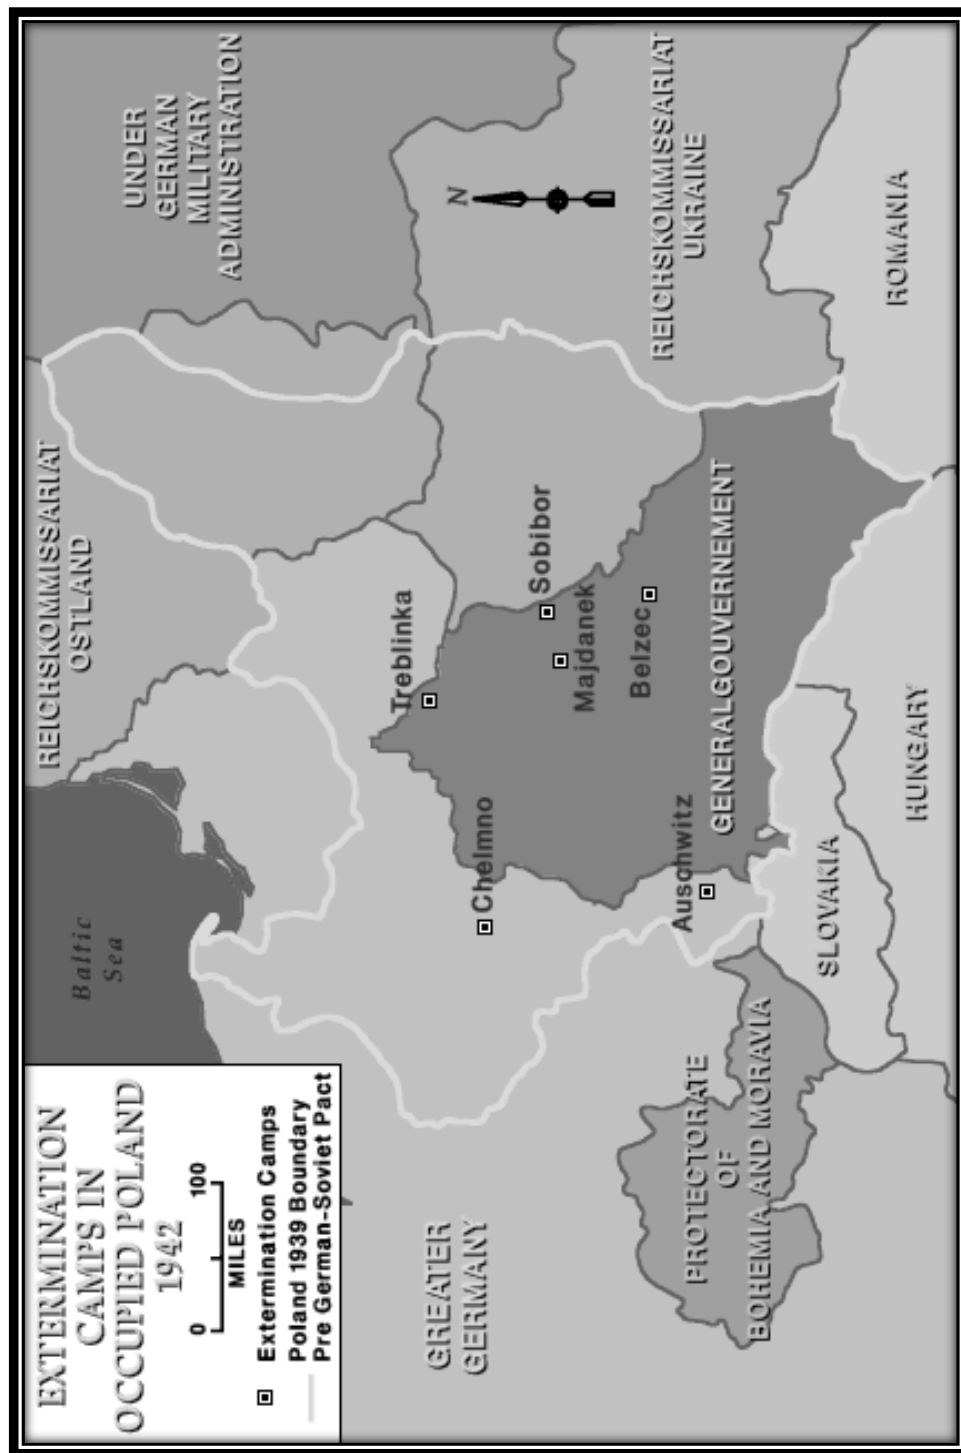 EXTERMINATION
CAMPS IN
OCCUPIED POLAND
1942
0 100
MILES
Extermination Camps
Poland 1939 Boundary
Pre German-Soviet Pact
Baltic
Sea
REICHSKOMMISSARIAT
OSTLAND
UNDER
GERMAN
MILITARY
ADMINISTRATION
N
Treblinka
Chelmno
Sobibor
Majdanek
Belzec
Auschwitz
GENERALGOUVERNEMENT
REICHSKOMMISSARIAT
UKRAINE
GREATER
GERMANY
PROTECTORATE
OF
BOHEMIA AND MORAVIA
SLOVAKIA
HUNGARY
ROMANIA